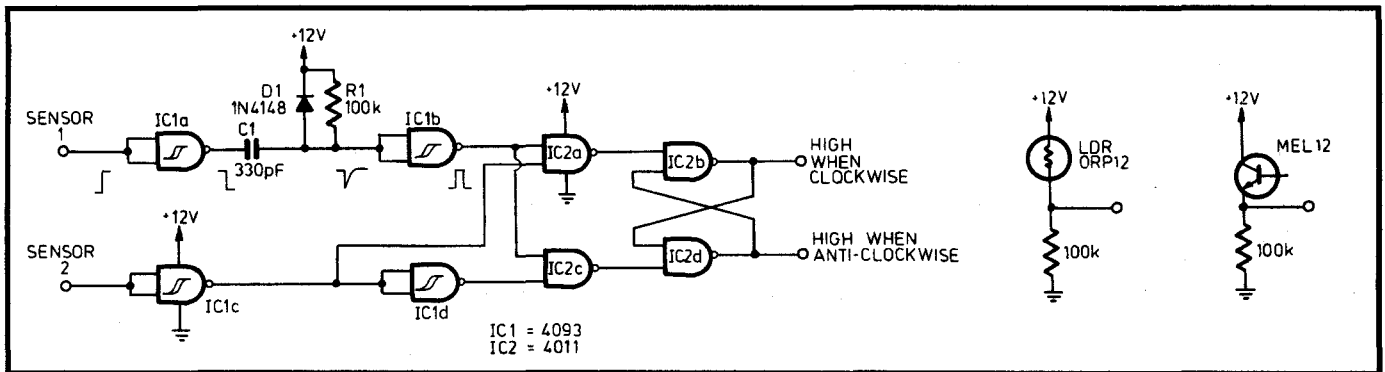 +12V
D1
1N4148
R1
100k
SENSOR
1
IC1a
C1
330pF
IC1b
+12V
IC2a
IC2b
HIGH
WHEN
CLOCKWISE
+12V
SENSOR
2
IC1c
IC1d
IC2c
IC2d
HIGH WHEN
ANTI-CLOCKWISE
IC1 = 4093
IC2 = 4011
+12V
LDR
ORP12
100k
+12V
MEL12
100k